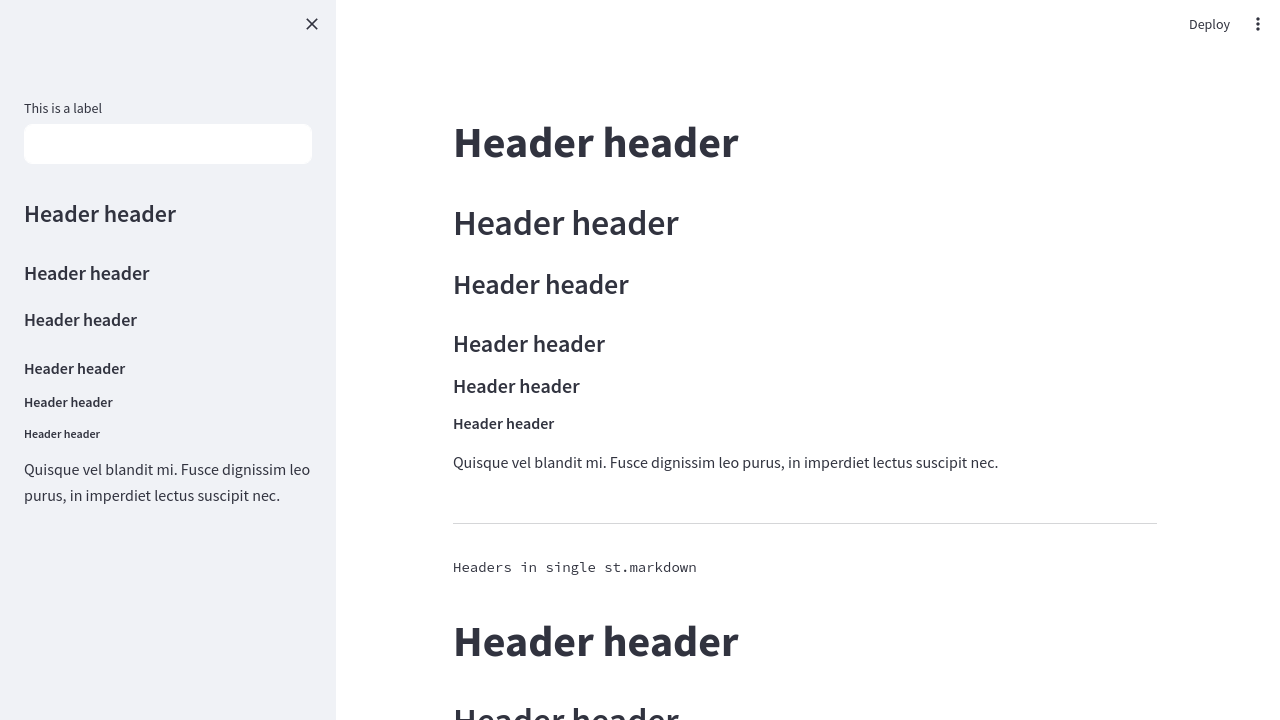 This is a label
Header header
Header header
Header header
Header header
Header header
Header header
Quisque vel blandit mi. Fusce dignissim leo
purus, in imperdiet lectus suscipit nec.
Deploy
Header header
Header header
Header header
Header header
Header header
Header header
Quisque vel blandit mi. Fusce dignissim leo purus, in imperdiet lectus suscipit nec.
Headers in single st.markdown
Header header
Header header